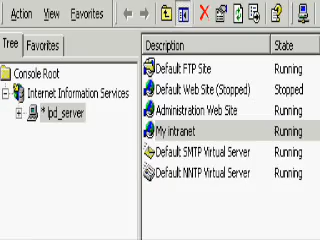 Action View Favorites
Tree Favorites
Description State
Console Root
Internet Information Services
* lpd_server
Default FTP Site Running
Default Web Site (Stopped) Stopped
Administration Web Site Running
My intranet Running
Default SMTP Virtual Server Running
Default NNTP Virtual Server Running